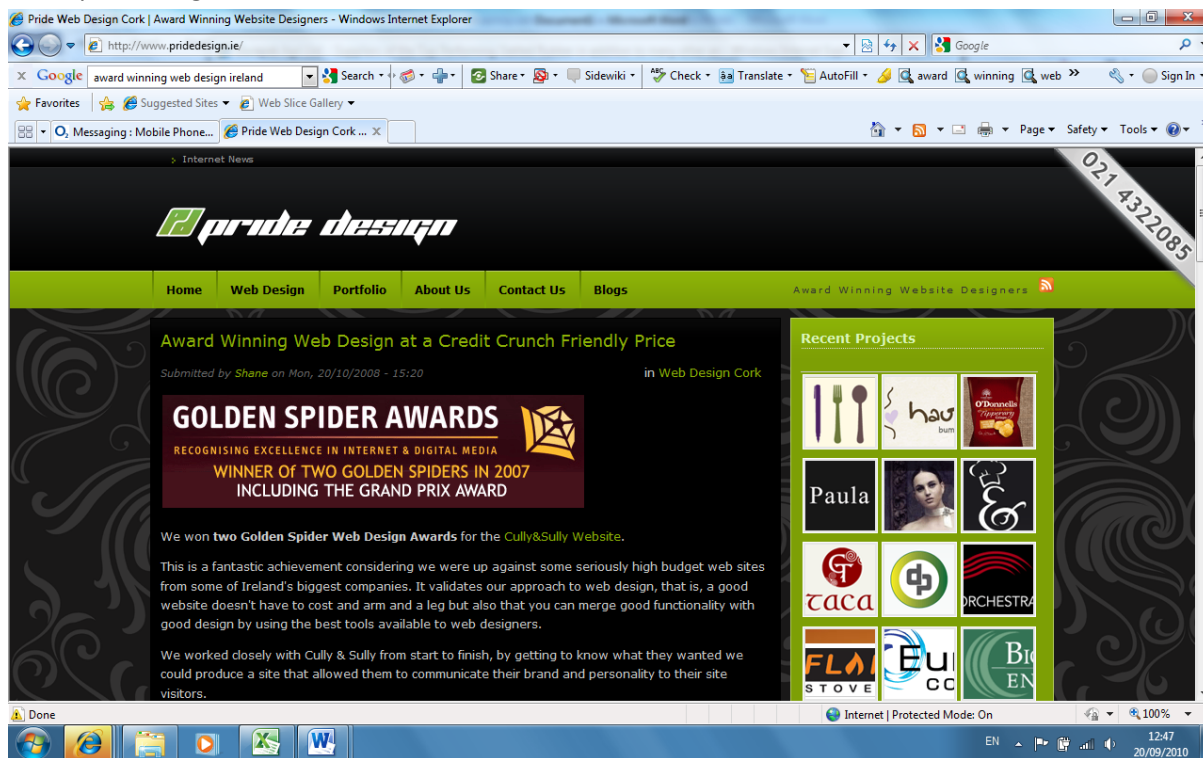 Pride Web Design Cork | Award Winning Website Designers - Windows Internet Explorer
http://www.pridedesign.ie/
Google
X Google award winning web design ireland Search Share Sidewiki Check Translate AutoFill award winning web Sign In
Favorites Suggested Sites Web Slice Gallery
Messaging : Mobile Phone... Pride Web Design Cork ... X
Page Safety Tools
Internet News
021 4322085
pride design
Home Web Design Portfolio About Us Contact Us Blogs
Award Winning Website Designers
Award Winning Web Design at a Credit Crunch Friendly Price
Submitted by Shane on Mon, 20/10/2008 - 15:20
in Web Design Cork
GOLDEN SPIDER AWARDS
RECOGNISING EXCELLENCE IN INTERNET & DIGITAL MEDIA
WINNER OF TWO GOLDEN SPIDERS IN 2007
INCLUDING THE GRAND PRIX AWARD
We won two Golden Spider Web Design Awards for the Cully&Sully Website.
This is a fantastic achievement considering we were up against some seriously high budget web sites
from some of Ireland's biggest companies. It validates our approach to web design, that is, a good
website doesn't have to cost and arm and a leg but also that you can merge good functionality with
good design by using the best tools available to web designers.
We worked closely with Cully & Sully from start to finish, by getting to know what they wanted we
could produce a site that allowed them to communicate their brand and personality to their site
visitors.
Recent Projects
hau
bum
O'Donnells
Tipperary
Paula
&
taca
ORCHESTRA
FLA
STOVE
Eu
CC
BIO
EN
Done
Internet | Protected Mode: On
100%
EN
12:47
20/09/2010